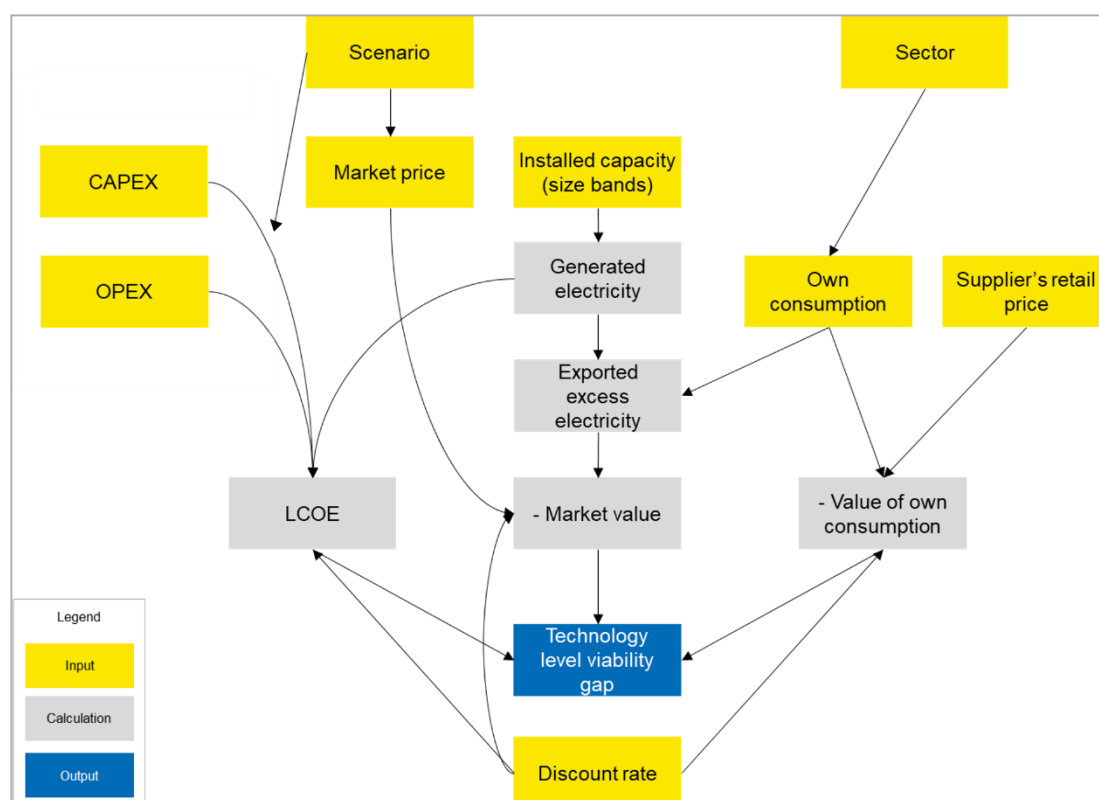 Scenario
Sector
CAPEX
Market price
Installed capacity
(size bands)
OPEX
Generated
electricity
Own
consumption
Supplier's retail
price
Exported
excess
electricity
LCOE
- Market value
- Value of own
consumption
Technology
level viability
gap
Discount rate
Legend
Input
Calculation
Output